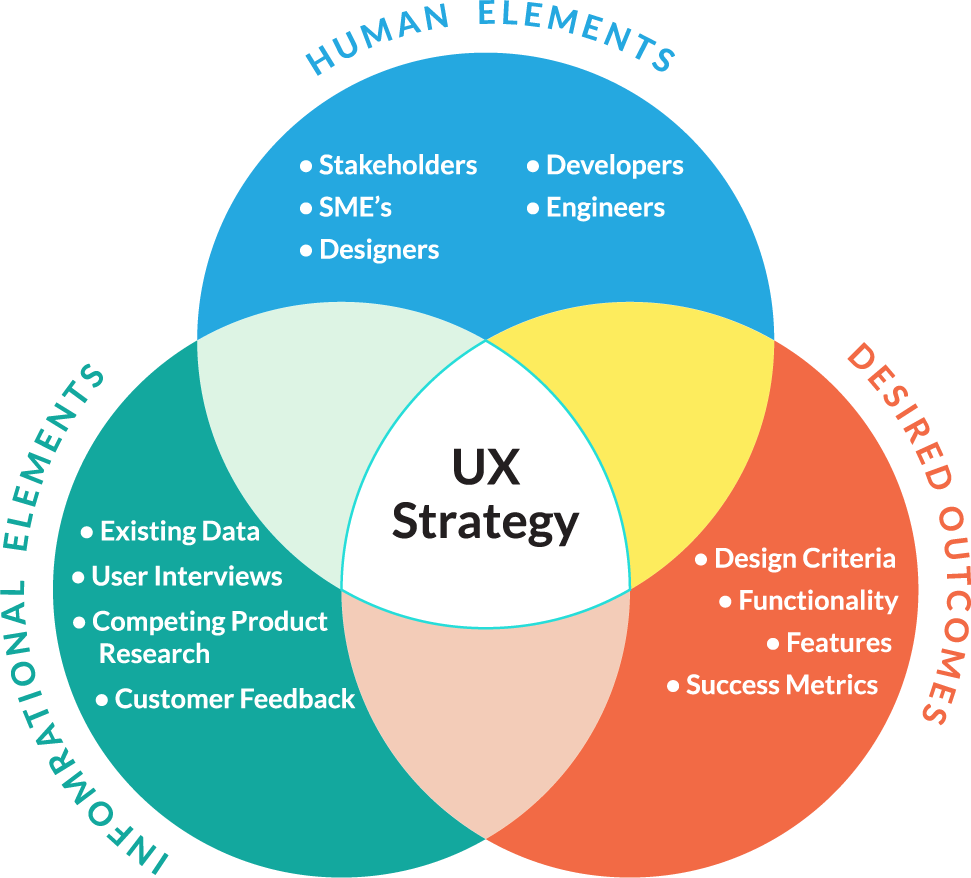 HUMAN ELEMENTS
• Stakeholders
• SME’s
• Designers
• Developers
• Engineers
INFOMRATIONAL ELEMENTS
• Existing Data
• User Interviews
• Competing Product
Research
• Customer Feedback
UX
Strategy
DESIRED OUTCOMES
• Design Criteria
• Functionality
• Features
• Success Metrics